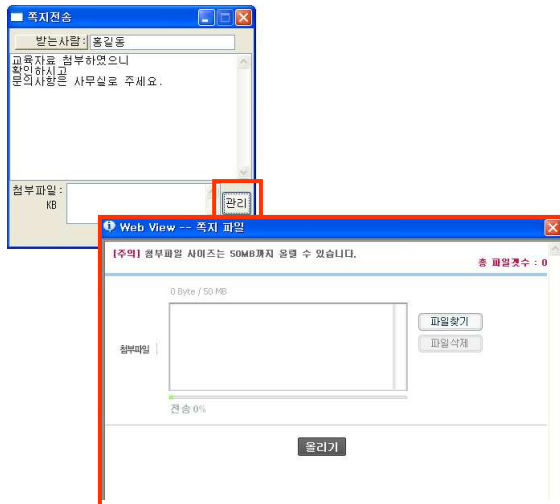 쪽지전송
받는사람: 홍길동
교육자료 첨부하였으니
확인하시고
문의사항은 사무실로 주세요.
첨부파일:
KB
관리
Web View -- 쪽지 파일
[주의] 첨부파일 사이즈는 50MB까지 올릴 수 있습니다.
총 파일겟수 : 0
0 Byte / 50 MB
파일찾기
첨부파일
파일삭제
전송 0%
올리기